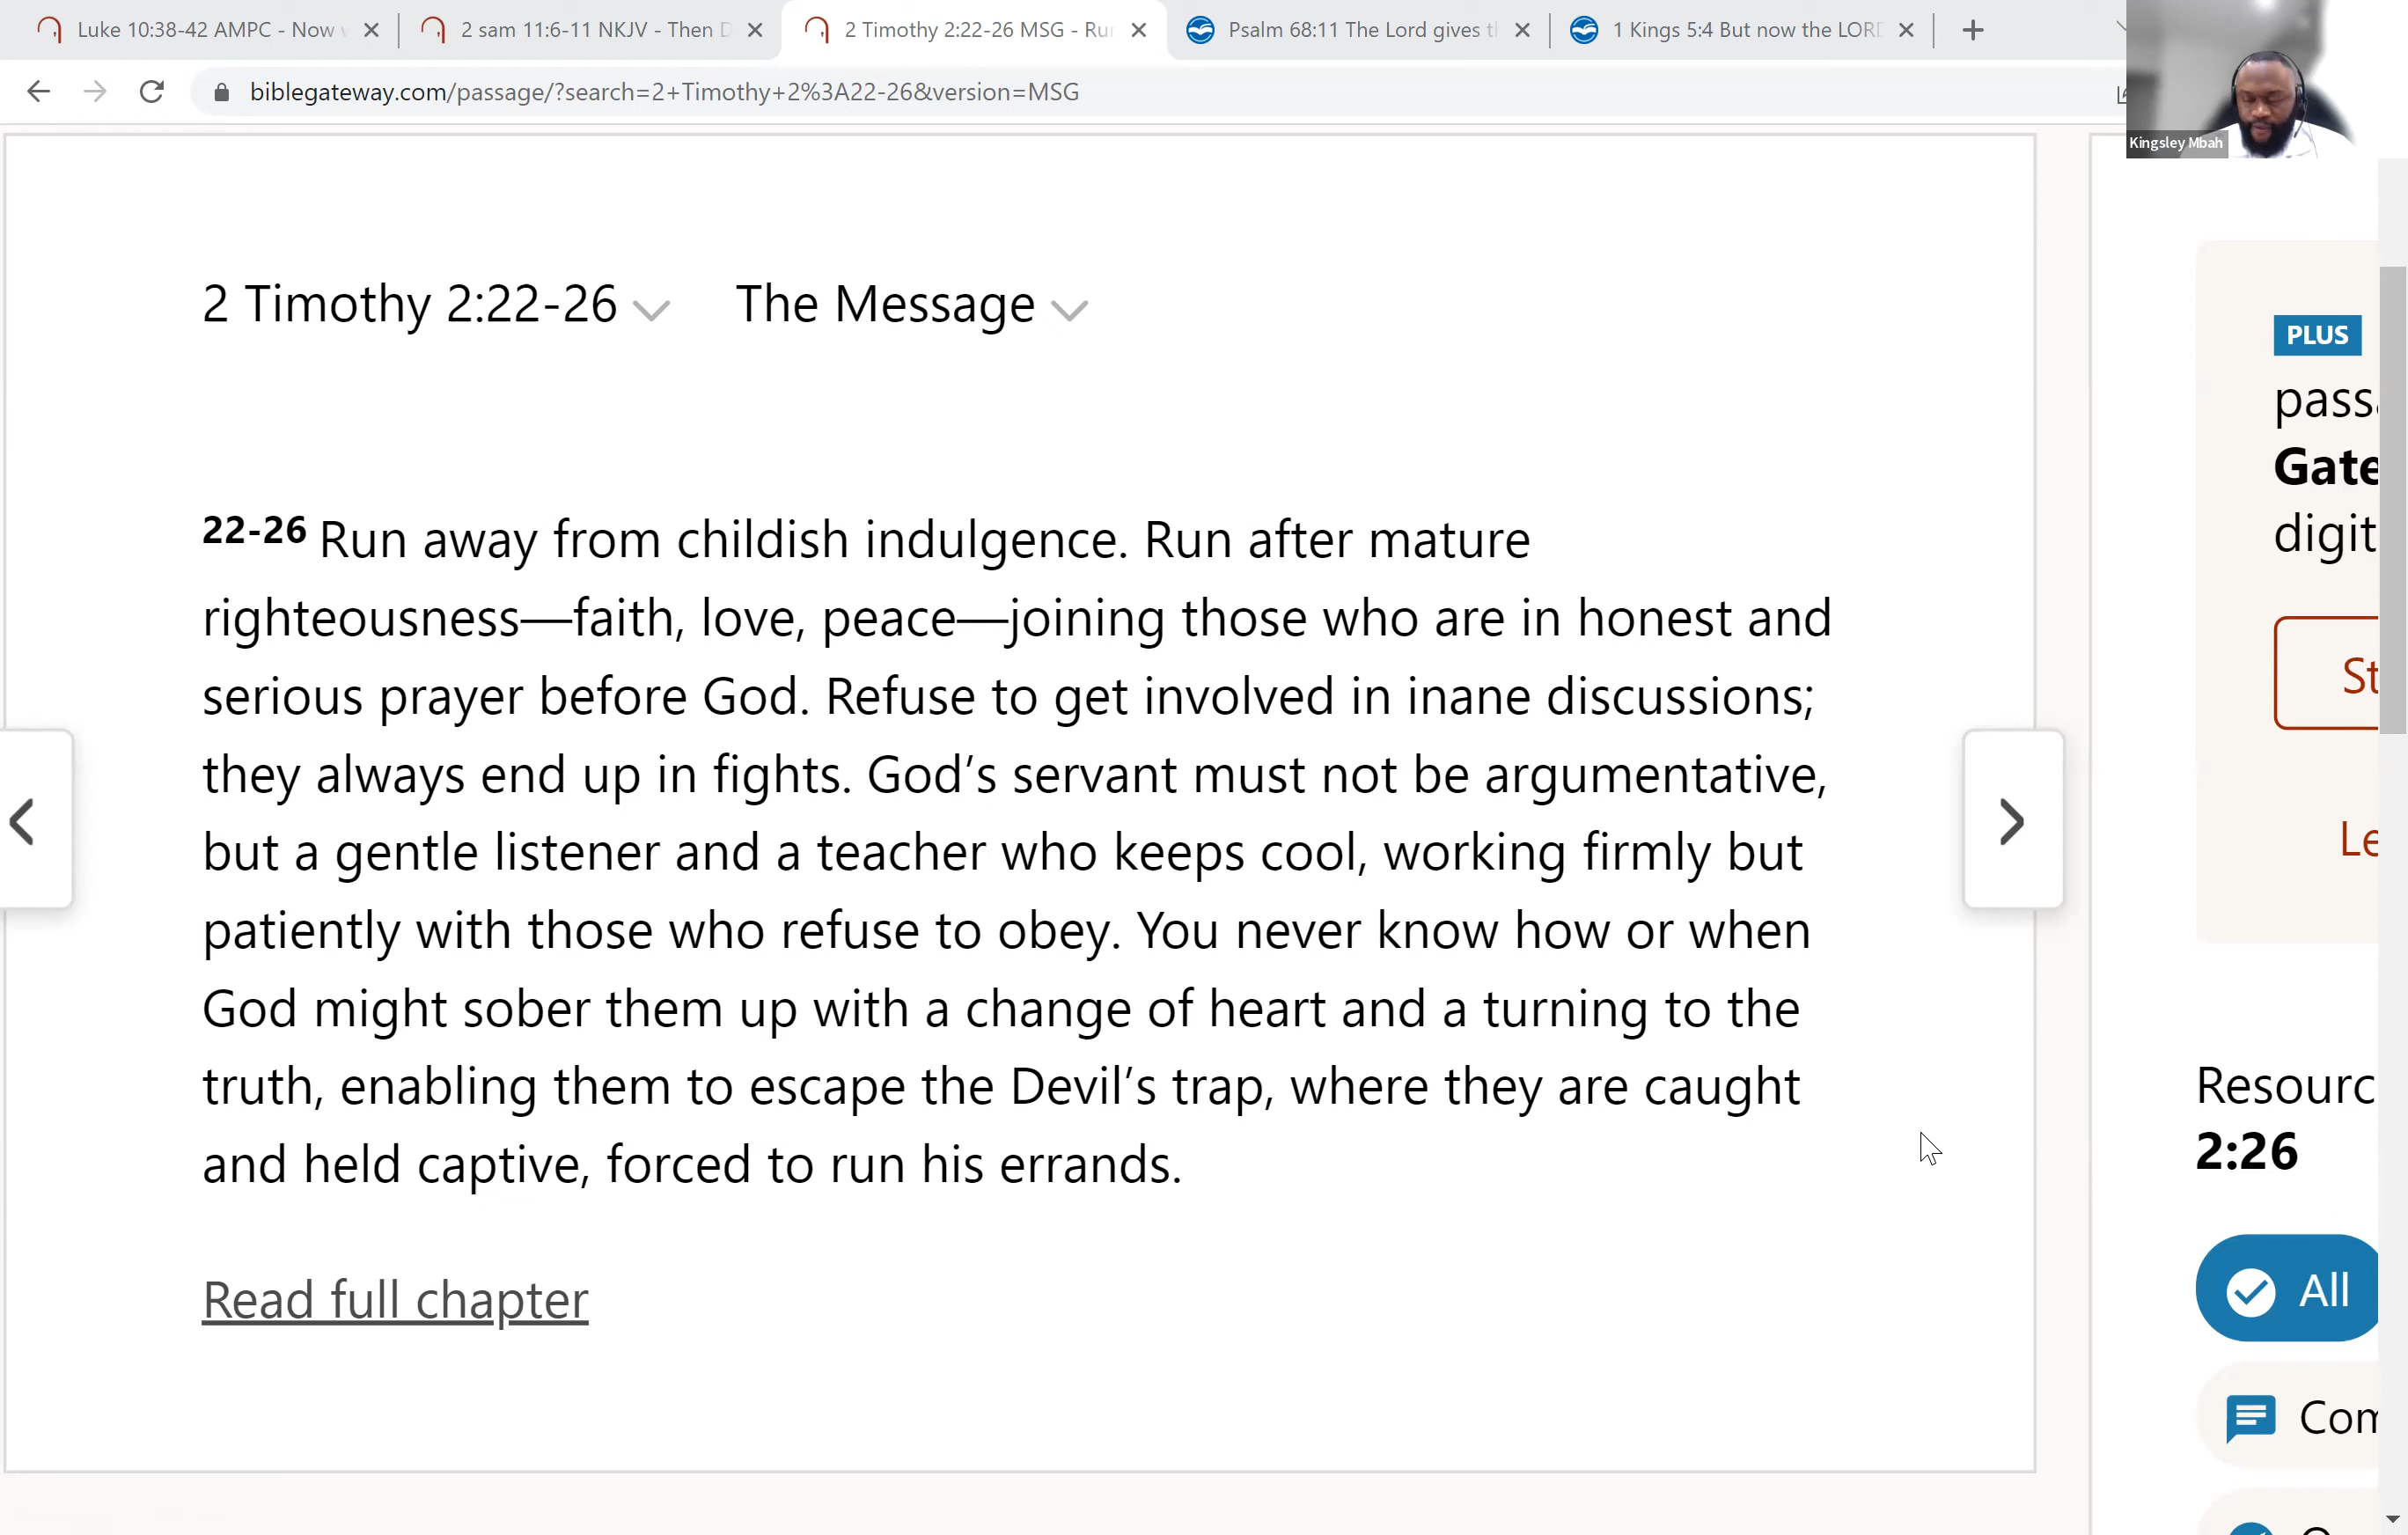 Luke 10:38-42 AMPC - Now
2 sam 11:6-11 NKJV - Then D
2 Timothy 2:22-26 MSG - Ru
Psalm 68:11 The Lord gives t
1 Kings 5:4 But now the LOR
biblegateway.com/passage/?search=2+Timothy+2%3A22-26&version=MSG
Kingsley Mbah
2 Timothy 2:22-26
The Message
22-26 Run away from childish indulgence. Run after mature
righteousness—faith, love, peace—joining those who are in honest and
serious prayer before God. Refuse to get involved in inane discussions;
they always end up in fights. God’s servant must not be argumentative,
but a gentle listener and a teacher who keeps cool, working firmly but
patiently with those who refuse to obey. You never know how or when
God might sober them up with a change of heart and a turning to the
truth, enabling them to escape the Devil’s trap, where they are caught
and held captive, forced to run his errands.
Read full chapter
PLUS
pass
Gate
digit
St
Le
Resourc
2:26
All
Com